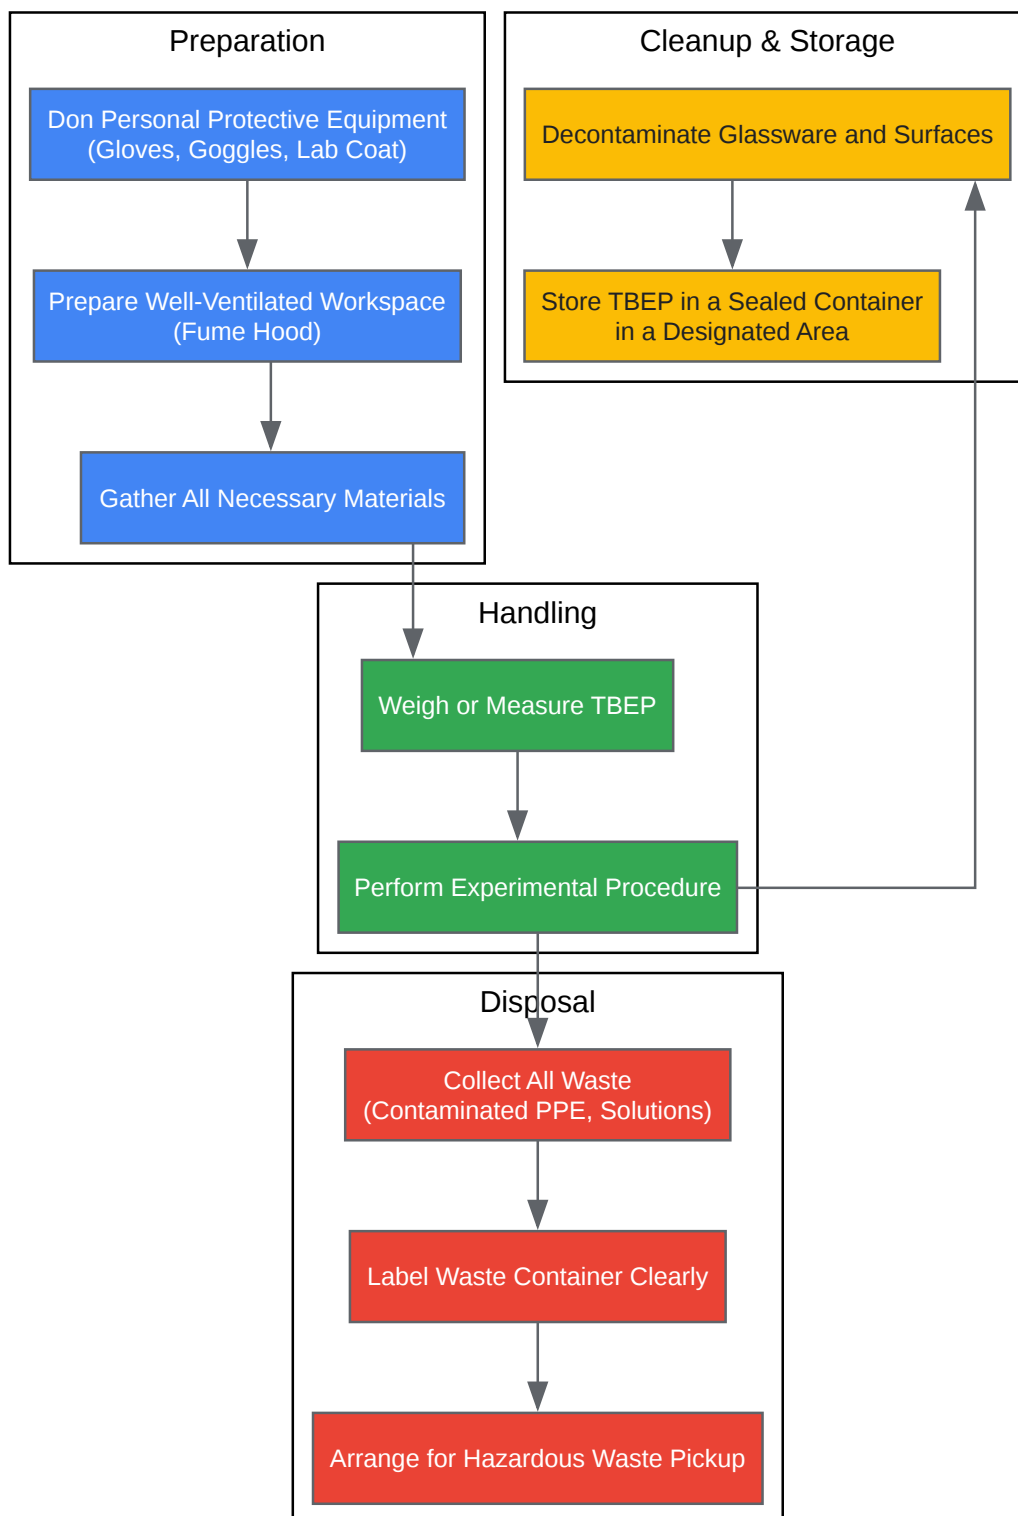 Preparation
Don Personal Protective Equipment
(Gloves, Goggles, Lab Coat)
Prepare Well-Ventilated Workspace
(Fume Hood)
Gather All Necessary Materials
Cleanup & Storage
Decontaminate Glassware and Surfaces
Store TBEP in a Sealed Container
in a Designated Area
Handling
Weigh or Measure TBEP
Perform Experimental Procedure
Disposal
Collect All Waste
(Contaminated PPE, Solutions)
Label Waste Container Clearly
Arrange for Hazardous Waste Pickup